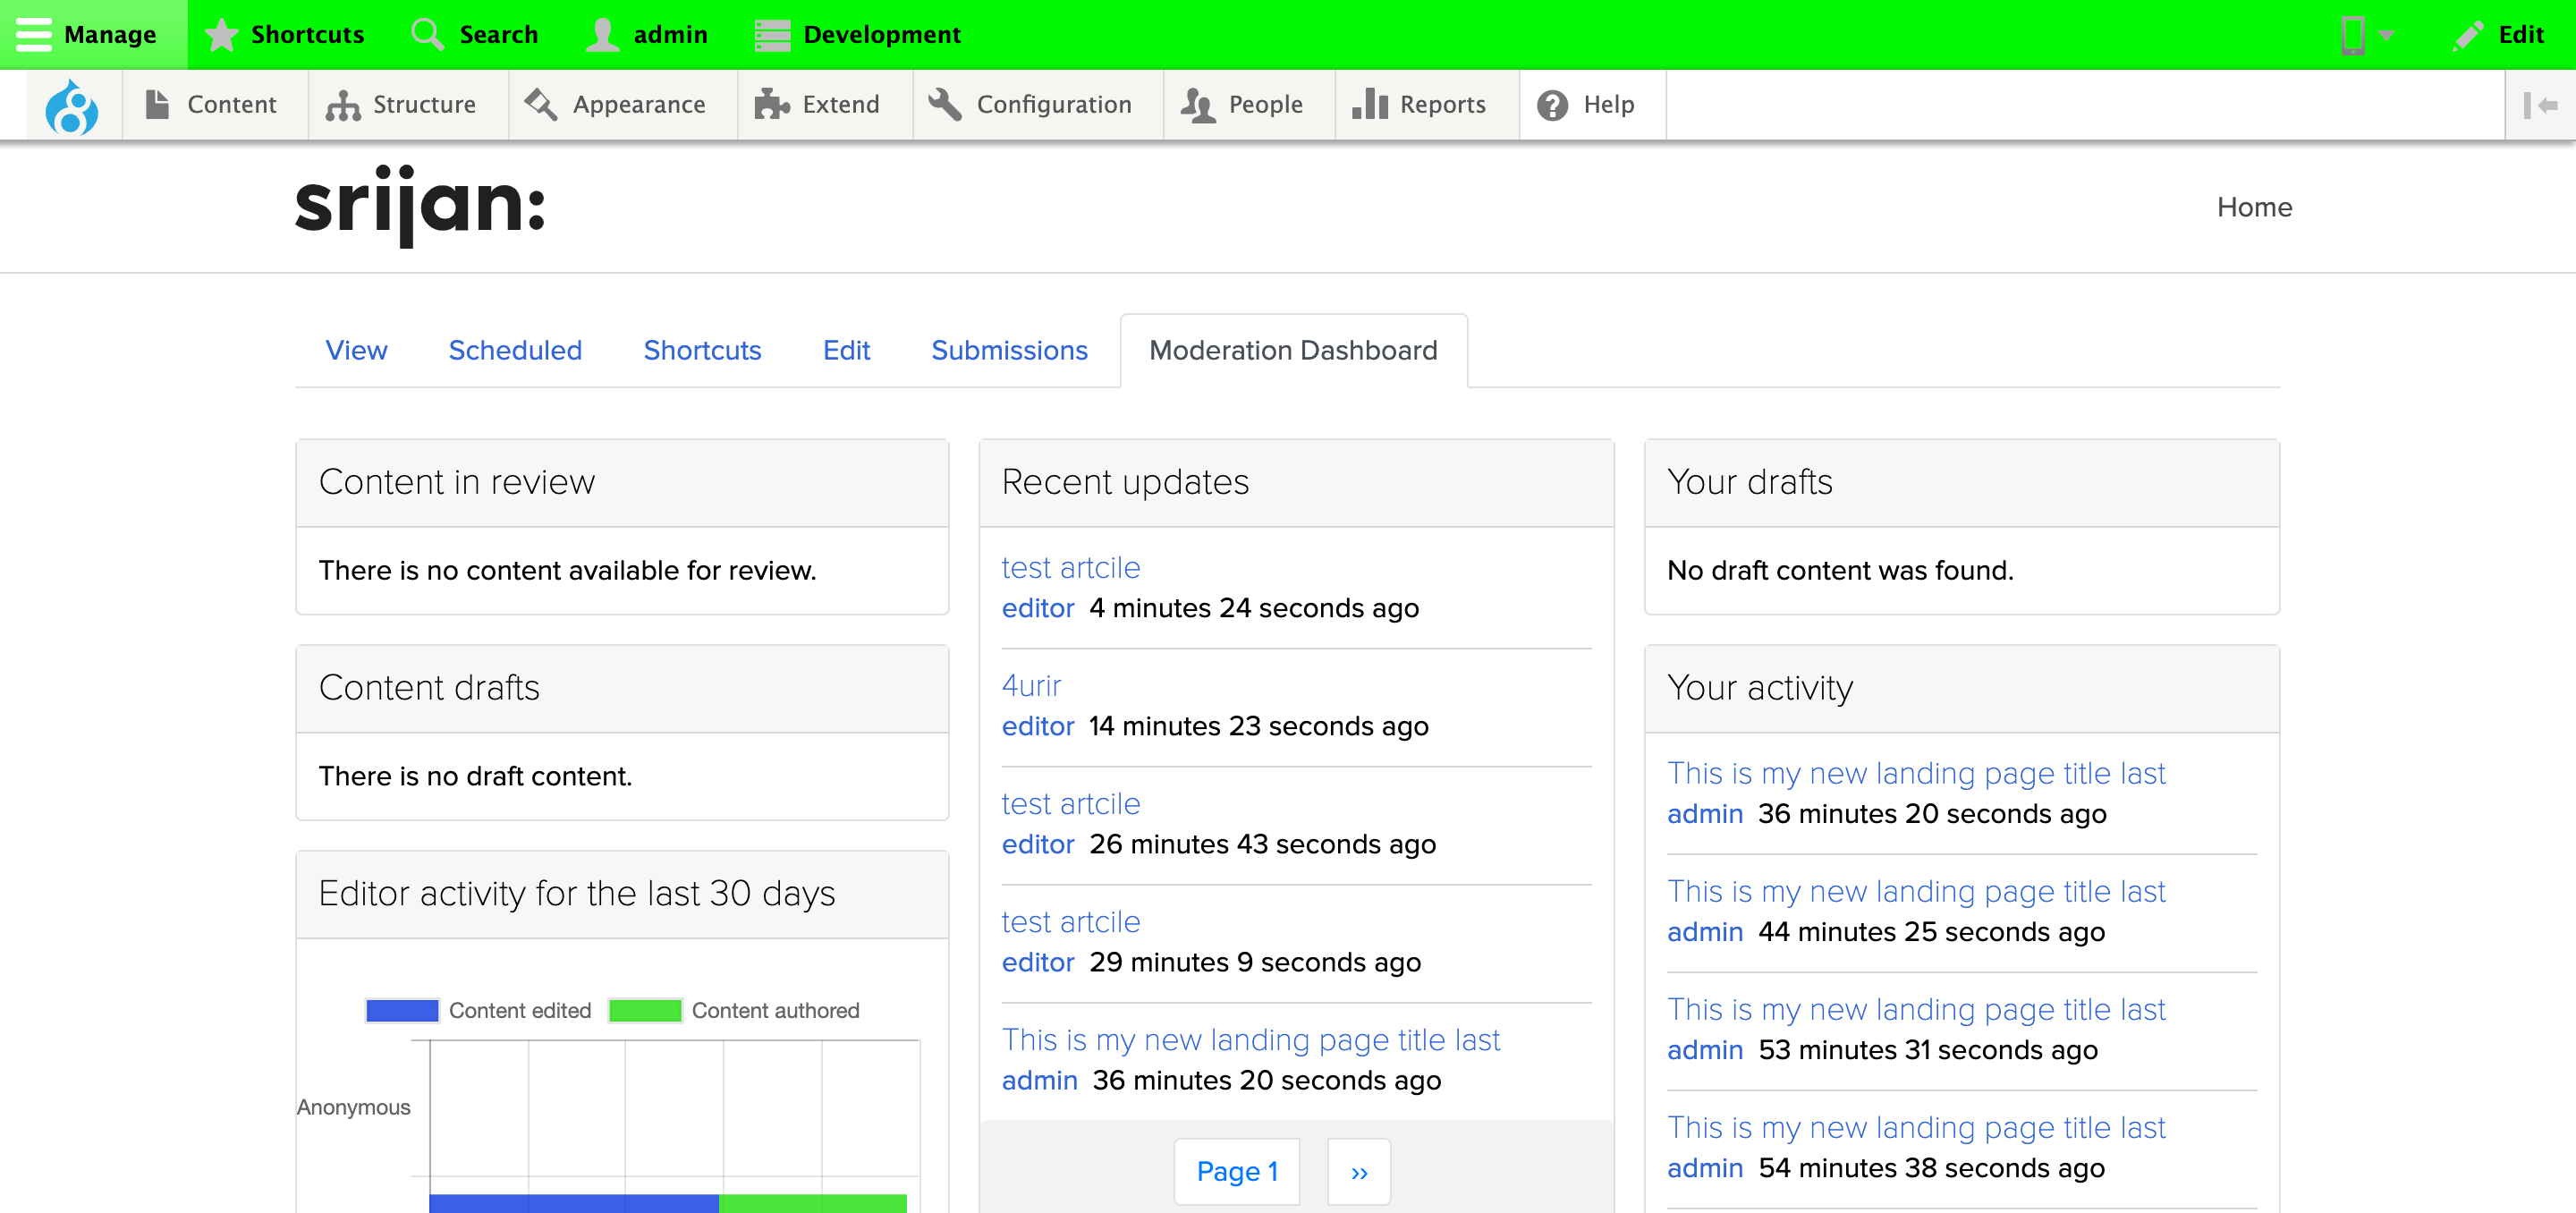 Manage Shortcuts Search admin Development Edit
Content Structure Appearance Extend Configuration People Reports Help
srijan:
Home
View Scheduled Shortcuts Edit Submissions Moderation Dashboard
Content in review
There is no content available for review.
Content drafts
There is no draft content.
Editor activity for the last 30 days
Content edited Content authored
Anonymous
Recent updates
test artcile
editor 4 minutes 24 seconds ago
4urir
editor 14 minutes 23 seconds ago
test artcile
editor 26 minutes 43 seconds ago
test artcile
editor 29 minutes 9 seconds ago
This is my new landing page title last
admin 36 minutes 20 seconds ago
Page 1 ››
Your drafts
No draft content was found.
Your activity
This is my new landing page title last
admin 36 minutes 20 seconds ago
This is my new landing page title last
admin 44 minutes 25 seconds ago
This is my new landing page title last
admin 53 minutes 31 seconds ago
This is my new landing page title last
admin 54 minutes 38 seconds ago